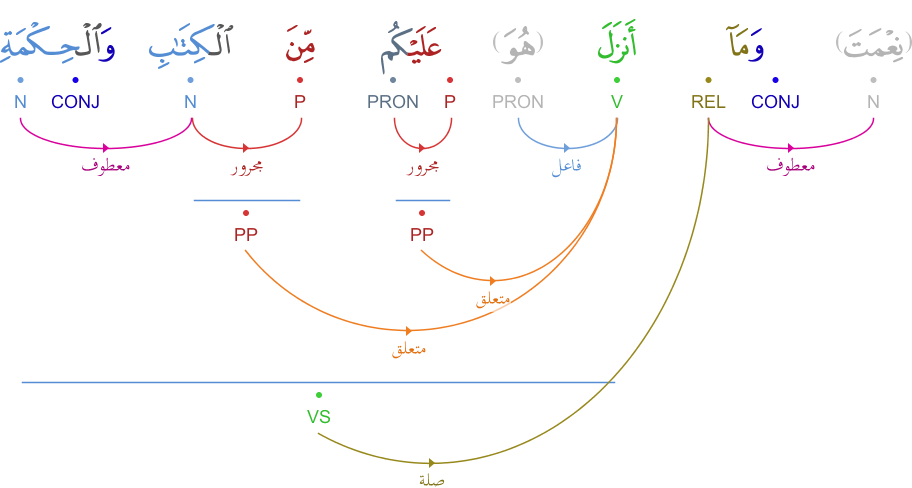 (نِعْمَتَ) وَمَآ أَنزَلَ (هُوَ) عَلَيْكُم مِّنَ ٱلْكِتَٰبِ وَٱلْحِكْمَةِ
N CONJ N P PRON P PRON V REL CONJ N
معطوف مجرور مجرور فاعل معطوف
PP PP
متعلق
متعلق
VS
صلة